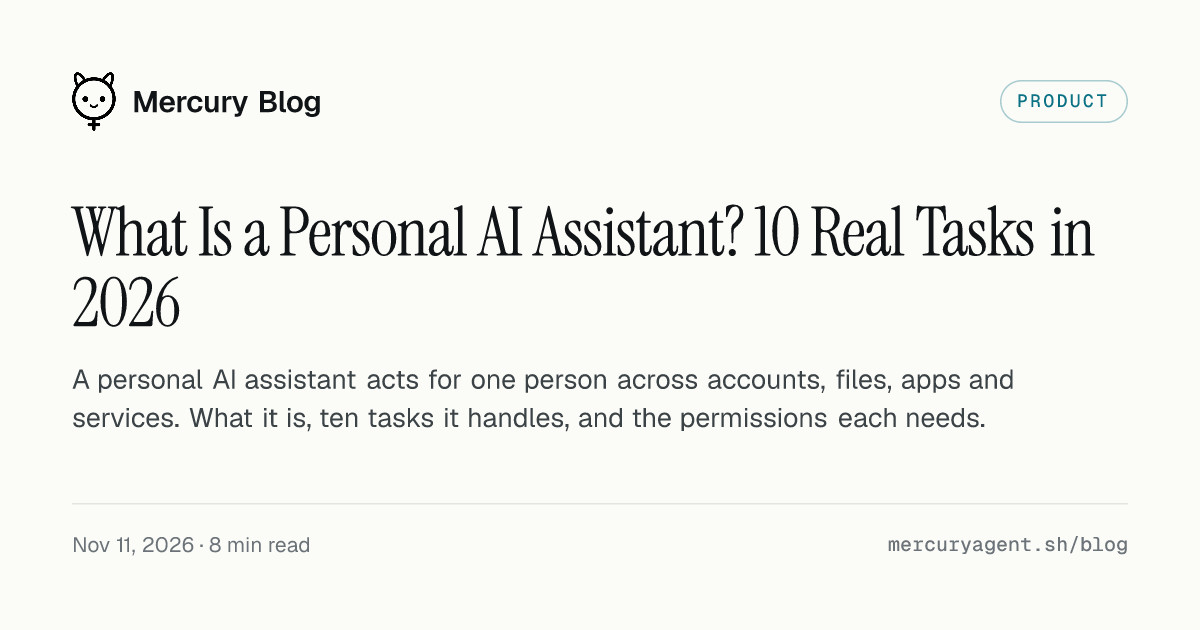 Mercury Blog
PRODUCT
What Is a Personal AI Assistant? 10 Real Tasks in
2026
A personal AI assistant acts for one person across accounts, files, apps and
services. What it is, ten tasks it handles, and the permissions each needs.
Nov 11, 2026 · 8 min read
mercuryagent.sh/blog